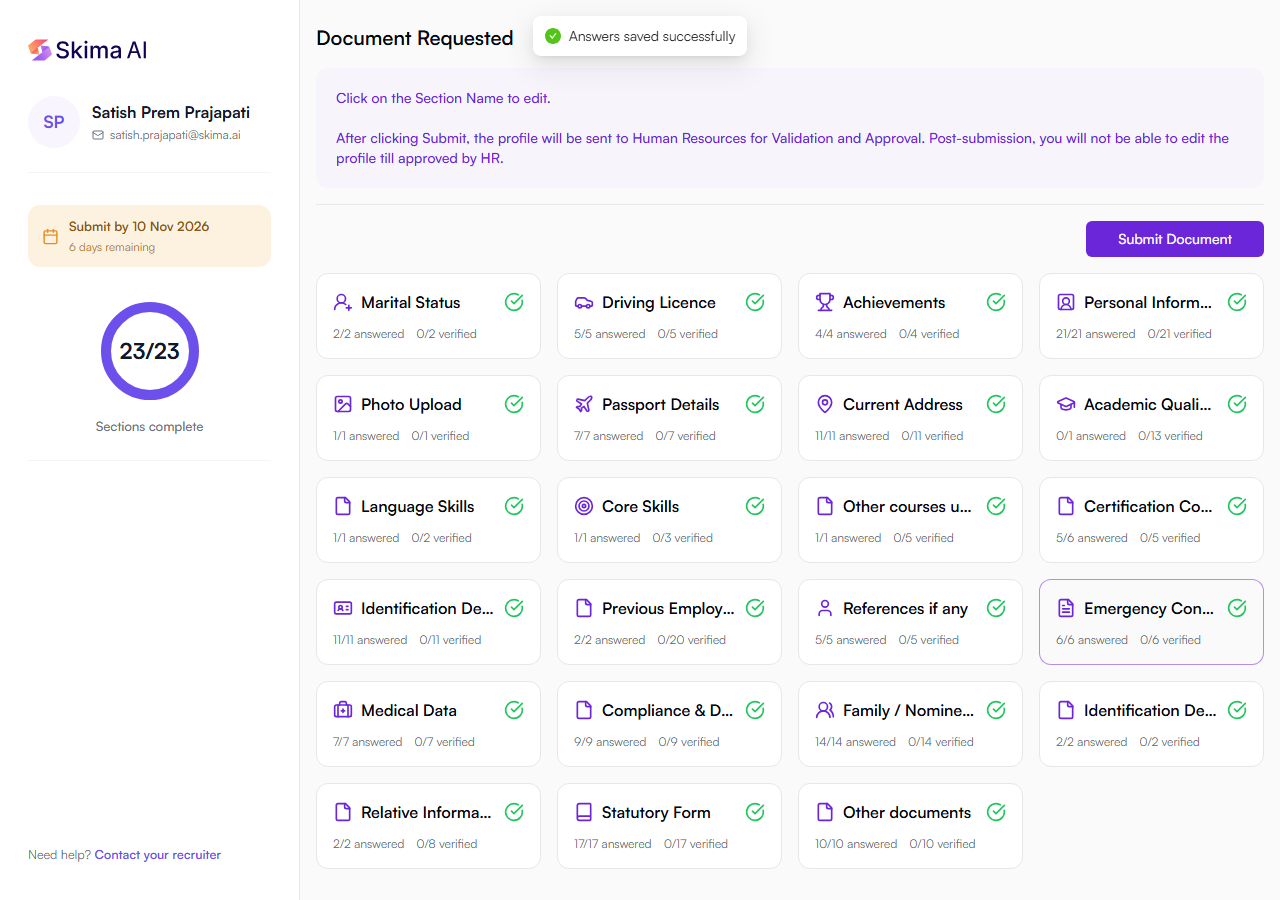 Skima AI
SP
Satish Prem Prajapati
satish.prajapati@skima.ai
Submit by 10 Nov 2026
6 days remaining
23/23
Sections complete
Need help? Contact your recruiter
Document Requested
Answers saved successfully
Click on the Section Name to edit.
After clicking Submit, the profile will be sent to Human Resources for Validation and Approval. Post-submission, you will not be able to edit the
profile till approved by HR.
Submit Document
Marital Status
2/2 answered 0/2 verified
Driving Licence
5/5 answered 0/5 verified
Achievements
4/4 answered 0/4 verified
Personal Inform...
21/21 answered 0/21 verified
Photo Upload
1/1 answered 0/1 verified
Passport Details
7/7 answered 0/7 verified
Current Address
11/11 answered 0/11 verified
Academic Quali...
0/1 answered 0/13 verified
Language Skills
1/1 answered 0/2 verified
Core Skills
1/1 answered 0/3 verified
Other courses u...
1/1 answered 0/5 verified
Certification Co...
5/6 answered 0/5 verified
Identification De...
11/11 answered 0/11 verified
Previous Employ...
2/2 answered 0/20 verified
References if any
5/5 answered 0/5 verified
Emergency Con...
6/6 answered 0/6 verified
Medical Data
7/7 answered 0/7 verified
Compliance & D...
9/9 answered 0/9 verified
Family / Nomine...
14/14 answered 0/14 verified
Identification De...
2/2 answered 0/2 verified
Relative Informa...
2/2 answered 0/8 verified
Statutory Form
17/17 answered 0/17 verified
Other documents
10/10 answered 0/10 verified